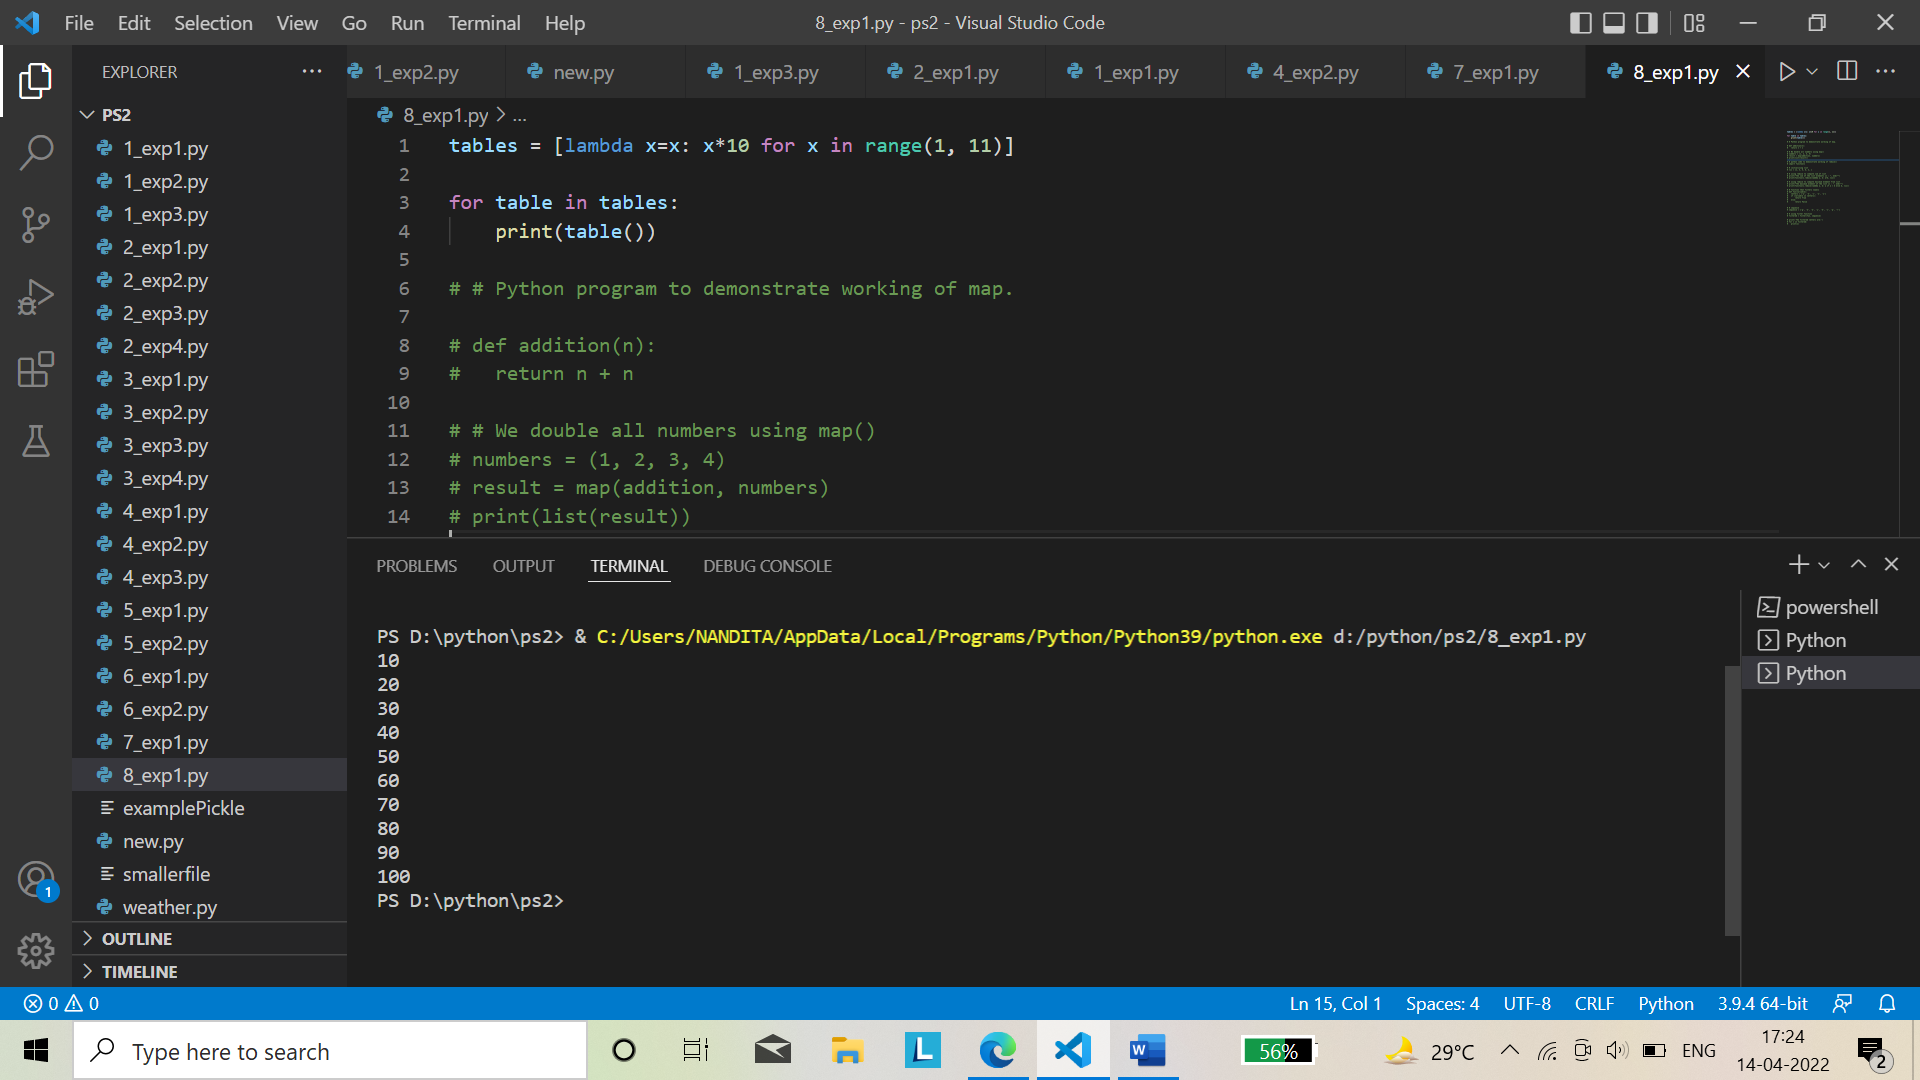 File Edit Selection View Go Run Terminal Help
8_exp1.py - ps2 - Visual Studio Code
EXPLORER
1_exp2.py new.py 1_exp3.py 2_exp1.py 1_exp1.py 4_exp2.py 7_exp1.py 8_exp1.py
PS2
1_exp1.py
1_exp2.py
1_exp3.py
2_exp1.py
2_exp2.py
2_exp3.py
2_exp4.py
3_exp1.py
3_exp2.py
3_exp3.py
3_exp4.py
4_exp1.py
4_exp2.py
4_exp3.py
5_exp1.py
5_exp2.py
6_exp1.py
6_exp2.py
7_exp1.py
8_exp1.py
examplePickle
new.py
smallerfile
weather.py
OUTLINE
TIMELINE
1
8_exp1.py > ...
1 tables = [lambda x=x: x*10 for x in range(1, 11)]
2
3 for table in tables:
4     print(table())
5
6 # # Python program to demonstrate working of map.
7
8 # def addition(n):
9 #   return n + n
10
11 # # We double all numbers using map()
12 # numbers = (1, 2, 3, 4)
13 # result = map(addition, numbers)
14 # print(list(result))
PROBLEMS OUTPUT TERMINAL DEBUG CONSOLE
PS D:\python\ps2> & C:/Users/NANDITA/AppData/Local/Programs/Python/Python39/python.exe d:/python/ps2/8_exp1.py
10
20
30
40
50
60
70
80
90
100
PS D:\python\ps2>
powershell
Python
Python
0 0
Ln 15, Col 1 Spaces: 4 UTF-8 CRLF Python 3.9.4 64-bit
Type here to search
L
W
56%
29°C
ENG
17:24
14-04-2022
2